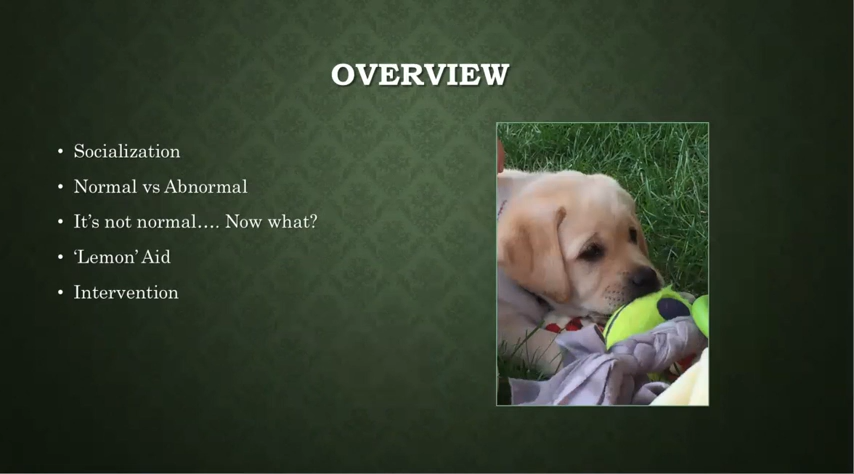 OVERVIEW
• Socialization
• Normal vs Abnormal
• It's not normal…. Now what?
• 'Lemon' Aid
• Intervention